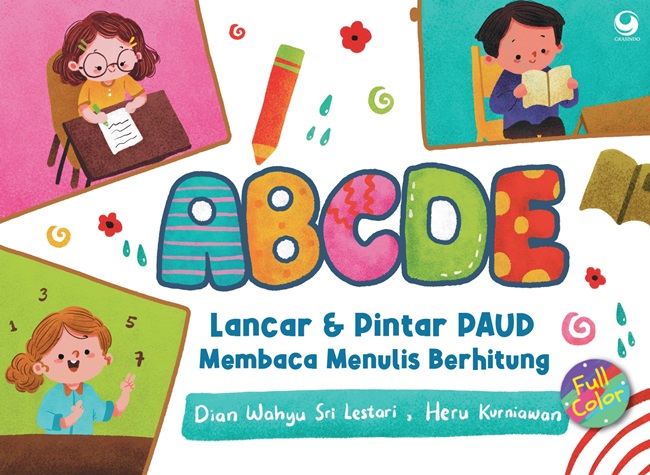 GRASINDO
ABCDE
Lancar & Pintar PAUD
Membaca Menulis Berhitung
Dian Wahyu Sri Lestari, Heru Kurniawan
Full
Color
1
3
5
7